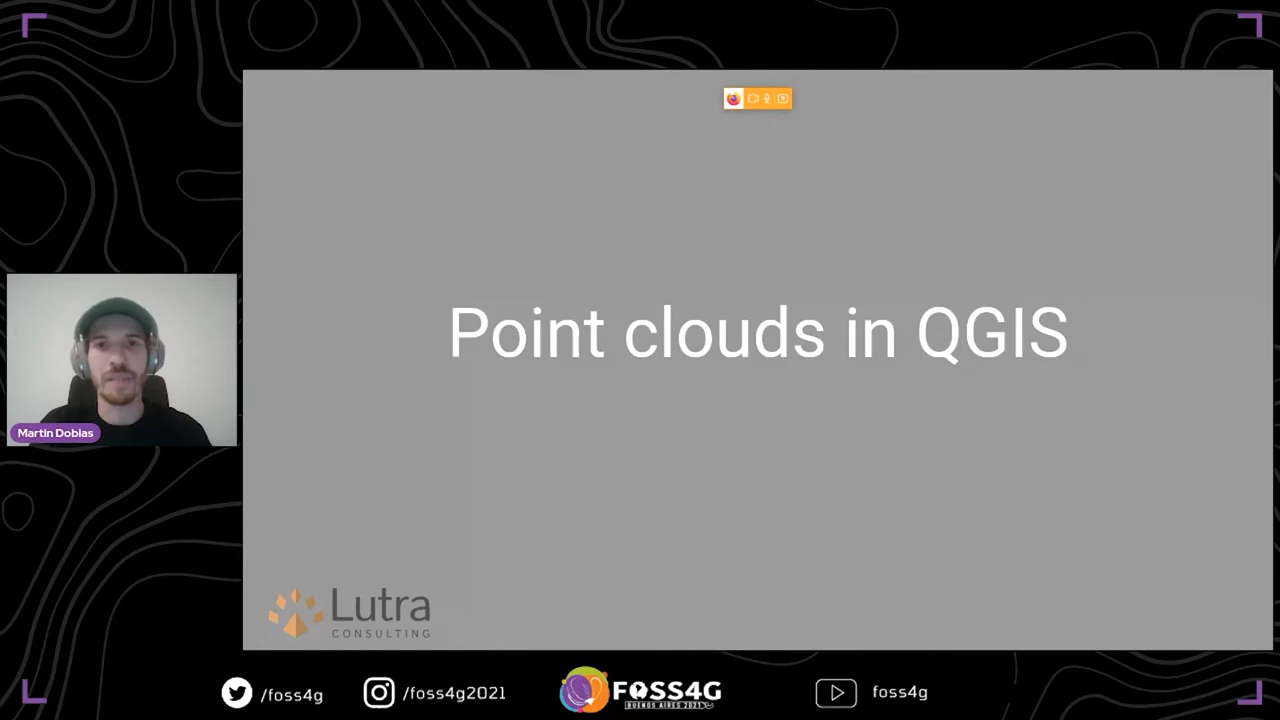 Point clouds in QGIS
Martin Dobias
Lutra
CONSULTING
/foss4g
/foss4g2021
FOSS4G
BUENOS AIRES 2021
foss4g